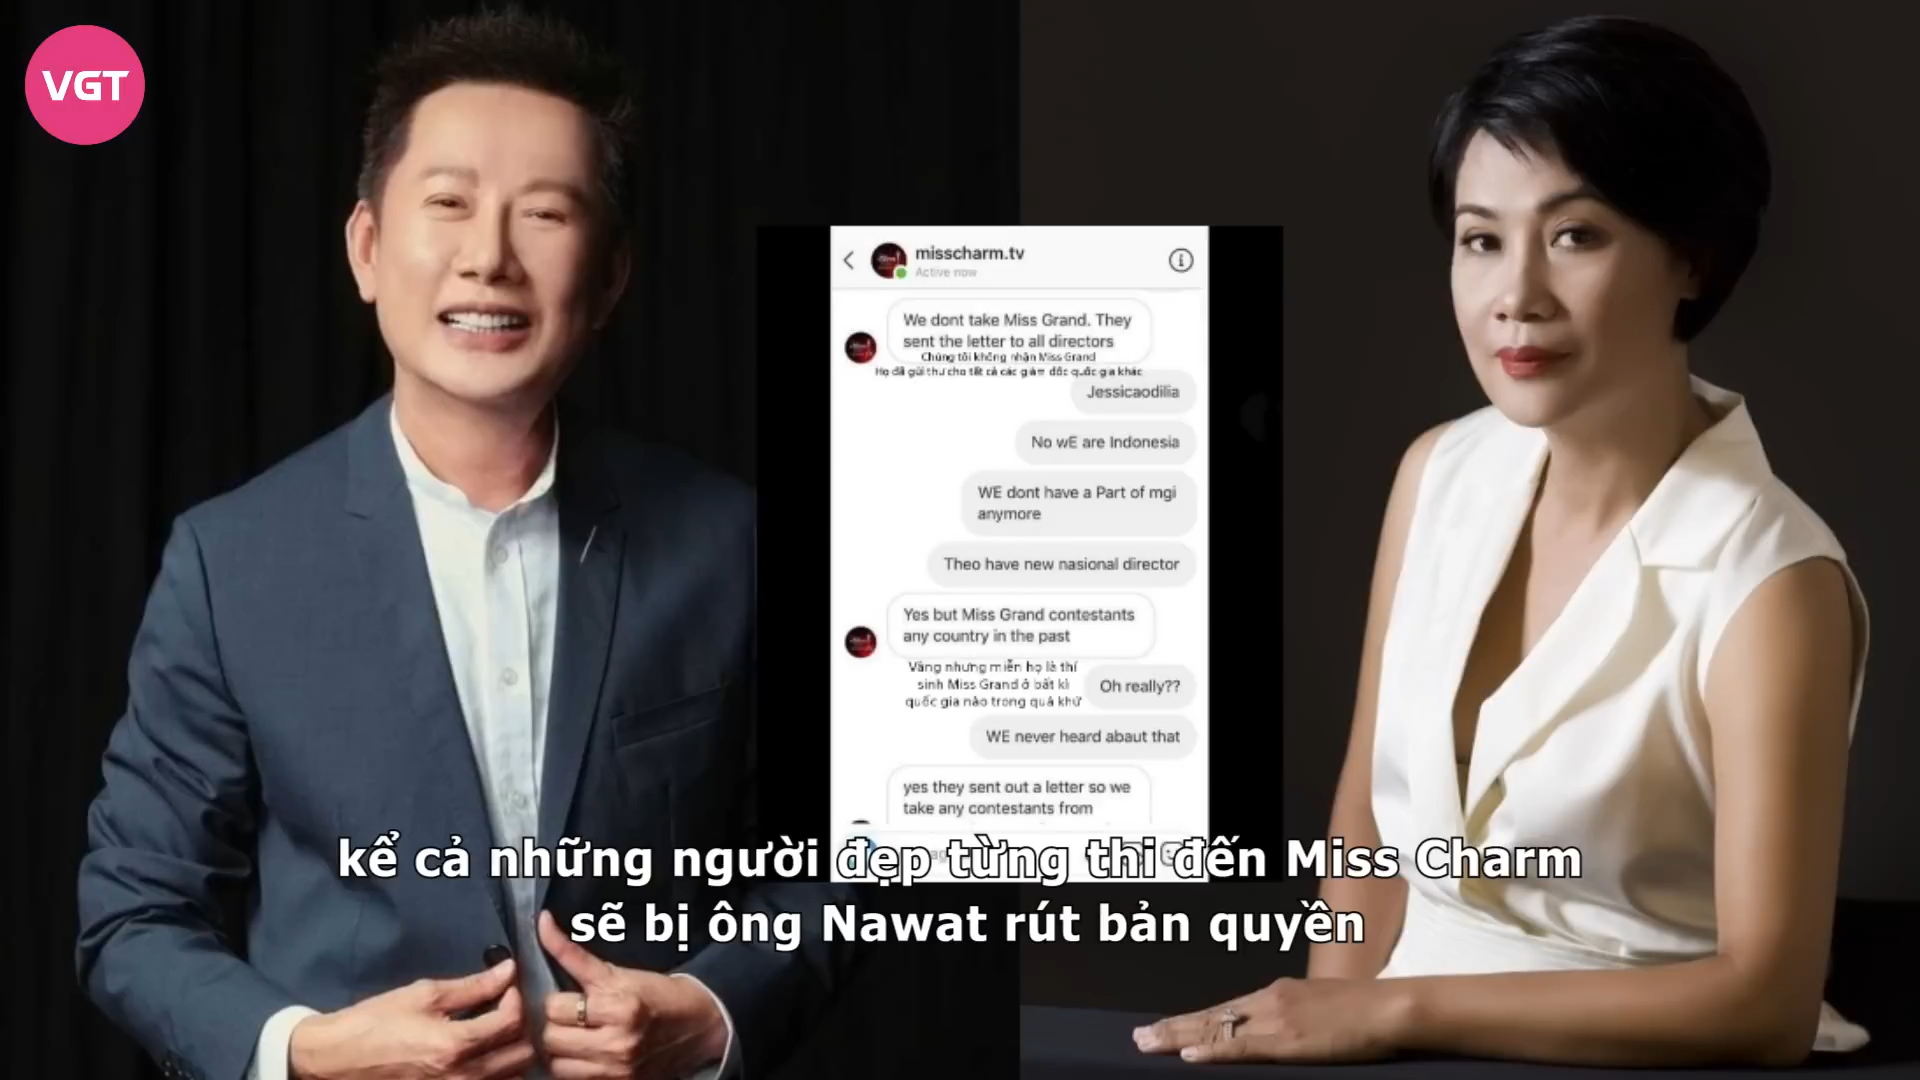 VGT
misscharm.tv
Active now
We dont take Miss Grand. They
sent the letter to all directors
Chúng tôi không nhận Miss Grand
Họ đã gửi thư cho tất cả các giám đốc quốc gia khác
Jessicaodilia
No wE are Indonesia
WE dont have a Part of mgi
anymore
Theo have new nasional director
Yes but Miss Grand contestants
any country in the past
Vâng nhưng miễn họ là thí
sinh Miss Grand ở bất kì
quốc gia nào trong quá khứ
Oh really??
WE never heard abaut that
yes they sent out a letter so we
take any contestants from
kể cả những người đẹp từng thi đến Miss Charm
sẽ bị ông Nawat rút bản quyền